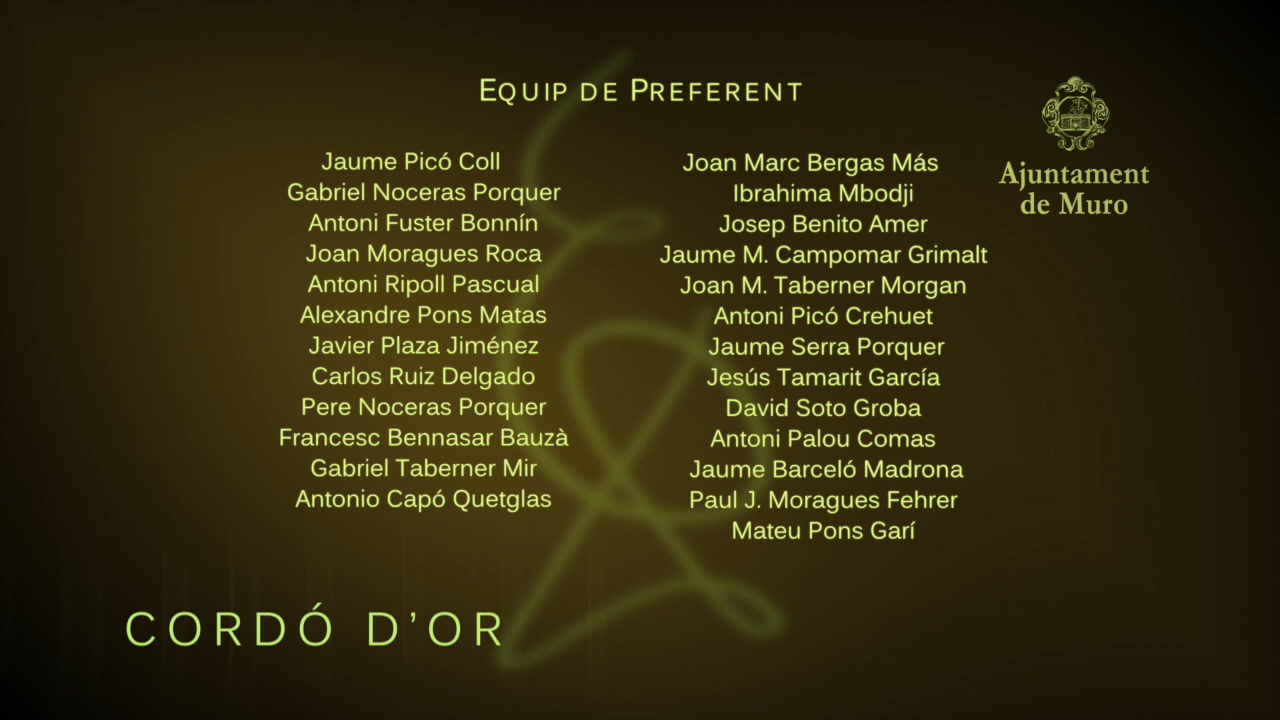 EQUIP DE PREFERENT
Jaume Picó Coll
Gabriel Noceras Porquer
Antoni Fuster Bonnín
Joan Moragues Roca
Antoni Ripoll Pascual
Alexandre Pons Matas
Javier Plaza Jiménez
Carlos Ruiz Delgado
Pere Noceras Porquer
Francesc Bennasar Bauzà
Gabriel Taberner Mir
Antonio Capó Quetglas
Joan Marc Bergas Más
Ibrahima Mbodji
Josep Benito Amer
Jaume M. Campomar Grimalt
Joan M. Taberner Morgan
Antoni Picó Crehuet
Jaume Serra Porquer
Jesús Tamarit García
David Soto Groba
Antoni Palou Comas
Jaume Barceló Madrona
Paul J. Moragues Fehrer
Mateu Pons Garí
Ajuntament
de Muro
CORDÓ D'OR